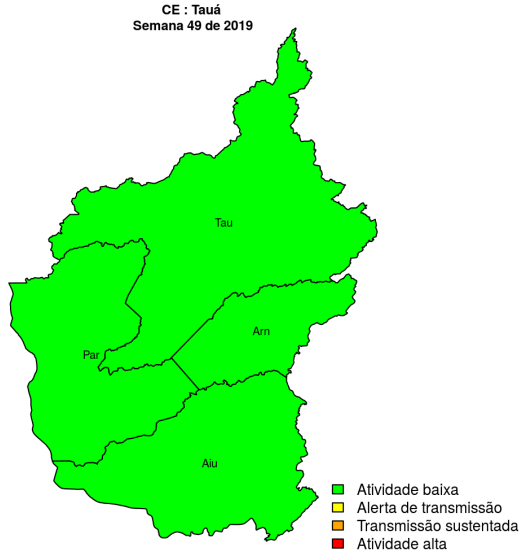 CE : Tauá
Semana 49 de 2019
Tau
Arn
Par
Aiu
Atividade baixa
Alerta de transmissão
Transmissão sustentada
Atividade alta